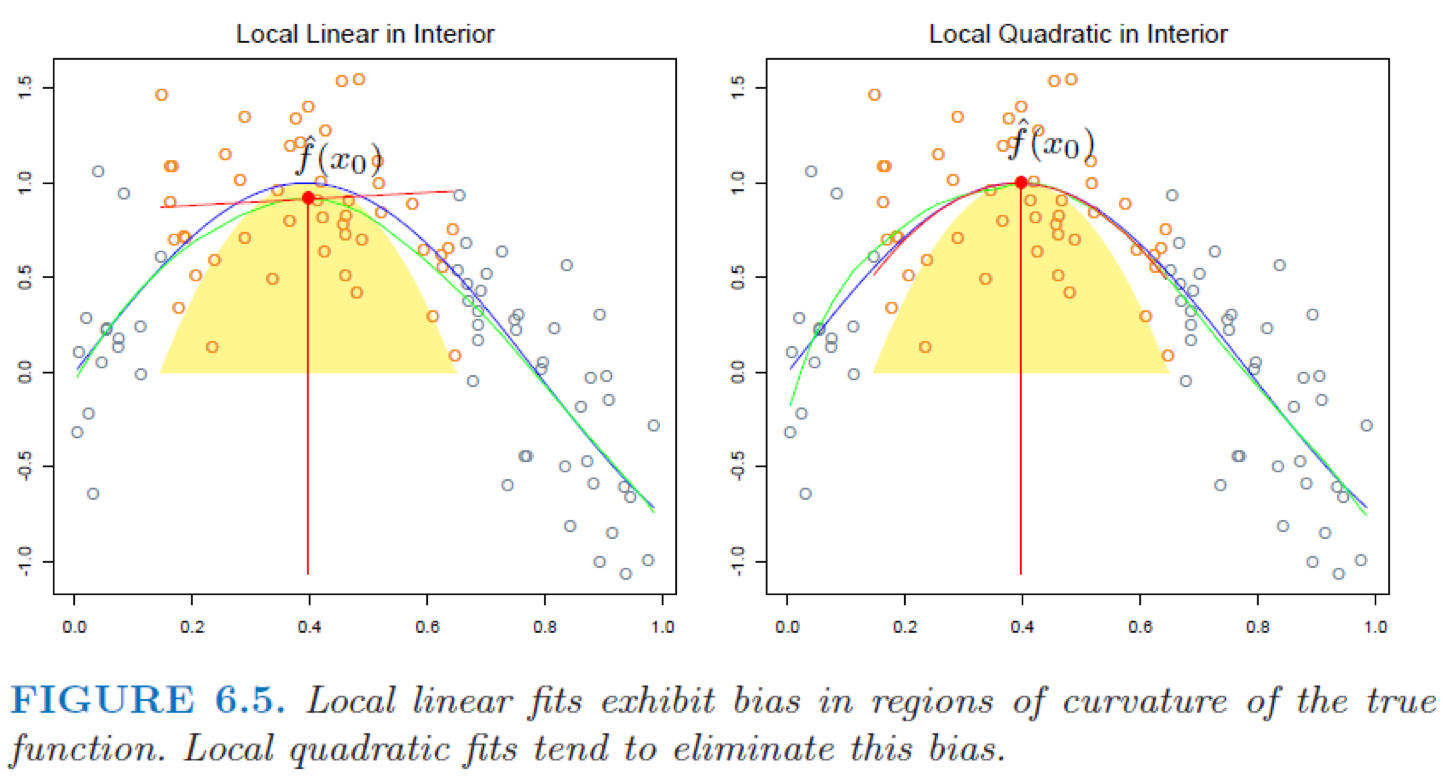 Local Linear in Interior
Local Quadratic in Interior
1.5
1.0
0.5
0.0
-0.5
-1.0
f̂(x₀)
0.0 0.2 0.4 0.6 0.8 1.0
1.5
1.0
0.5
0.0
-0.5
-1.0
f̂(x₀)
0.0 0.2 0.4 0.6 0.8 1.0
FIGURE 6.5. Local linear fits exhibit bias in regions of curvature of the true
function. Local quadratic fits tend to eliminate this bias.